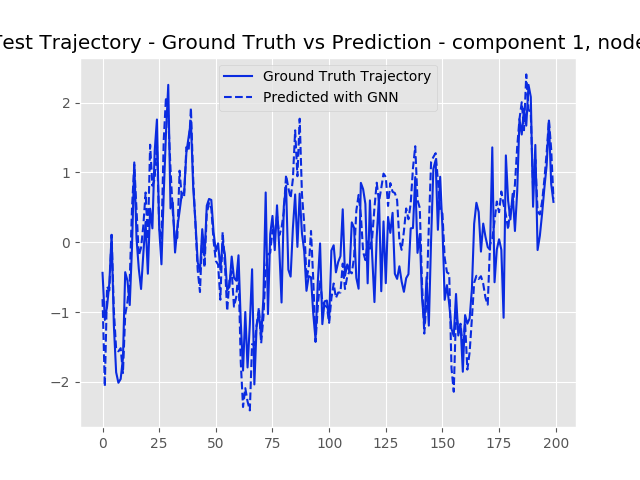 Test Trajectory - Ground Truth vs Prediction - component 1, node
Ground Truth Trajectory
Predicted with GNN
2
1
0
−1
−2
0 25 50 75 100 125 150 175 200